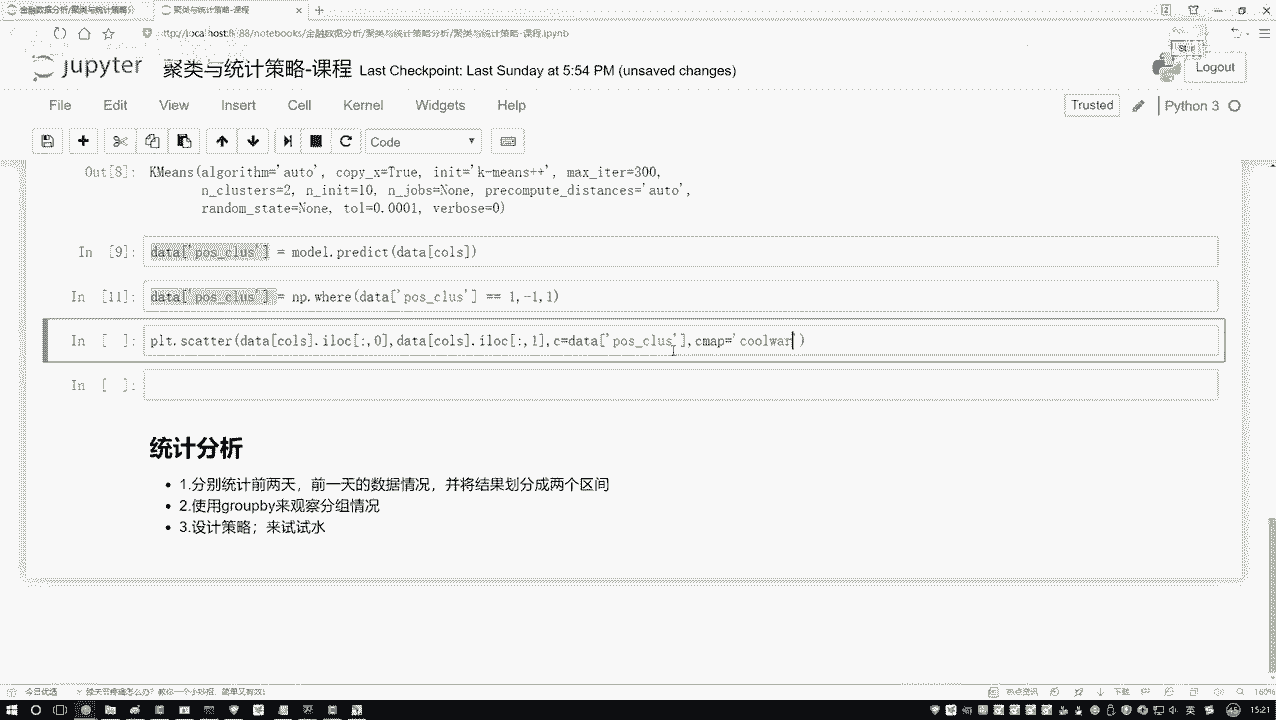 金融数据分析/聚类与统计策略分
聚类与统计策略-课程
localhost:8888/notebooks/金融数据分析/聚类与统计策略分析/聚类与统计策略-课程.ipynb
jupyter 聚类与统计策略-课程 Last Checkpoint: Last Sunday at 5:54 PM (unsaved changes)
Logout
File Edit View Insert Cell Kernel Widgets Help
Trusted
Python 3
Code
Out[8]: KMeans(algorithm='auto', copy_x=True, init='k-means++', max_iter=300,
n_clusters=2, n_init=10, n_jobs=None, precompute_distances='auto',
random_state=None, tol=0.0001, verbose=0)
In [9]: data['pos_clus'] = model.predict(data[cols])
In [11]: data['pos_clus'] = np.where(data['pos_clus'] == 1,-1,1)
In [ ]: plt.scatter(data[cols].iloc[:,0],data[cols].iloc[:,1],c=data['pos_clus'],cmap='coolwar')
In [ ]:
统计分析
• 1.分别统计前两天，前一天的数据情况，并将结果划分成两个区间
• 2.使用groupby来观察分组情况
• 3.设计策略；来试试水
今日优选
热点资讯
下载
160%
英
15:21